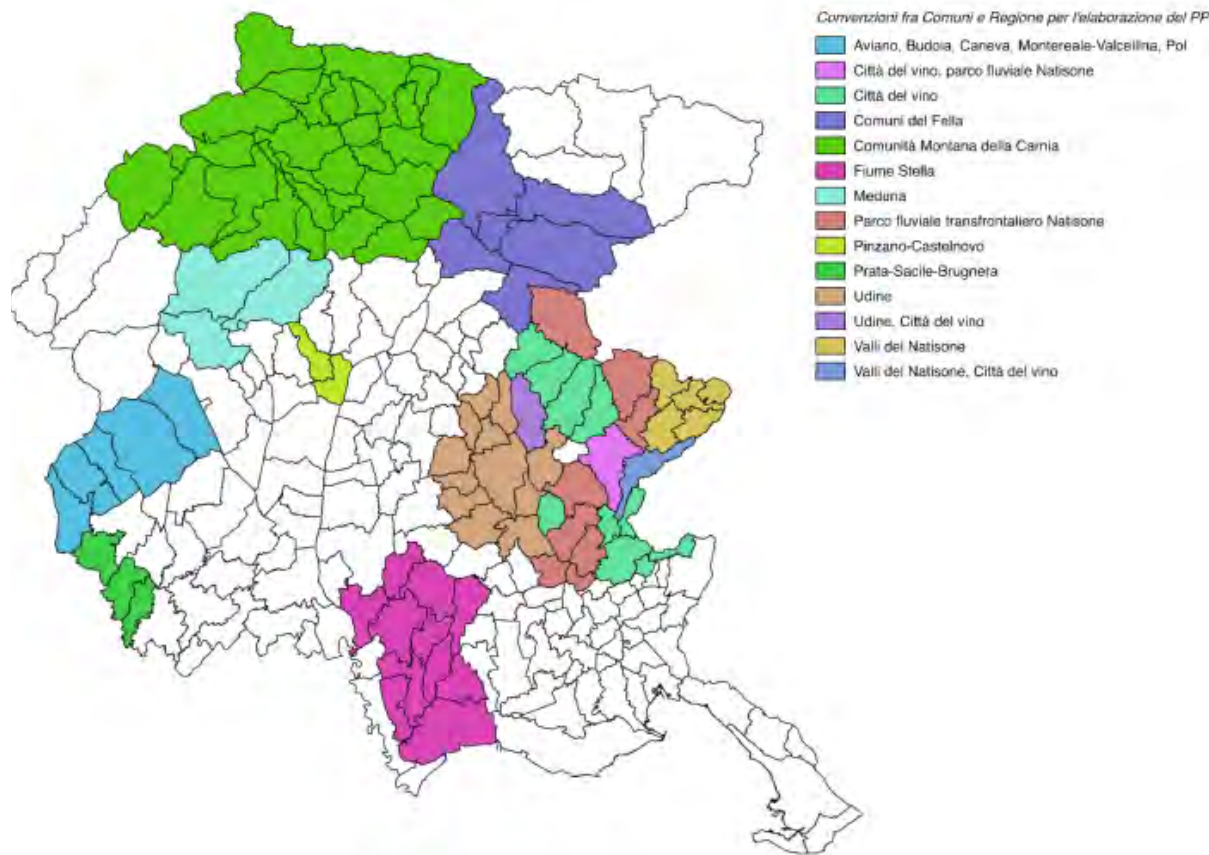 Convenzioni fra Comuni e Regione per l'elaborazione del PP
Aviano, Budoia, Caneva, Montereale-Valcellina, Pol
Città del vino, parco fluviale Natisone
Città del vino
Comuni del Fella
Comunità Montana della Carnia
Fiume Stella
Meduna
Parco fluviale transfrontaliero Natisone
Pinzano-Castelnovo
Prata-Sacile-Brugnera
Udine
Udine, Città del vino
Valli del Natisone
Valli del Natisone, Città del vino